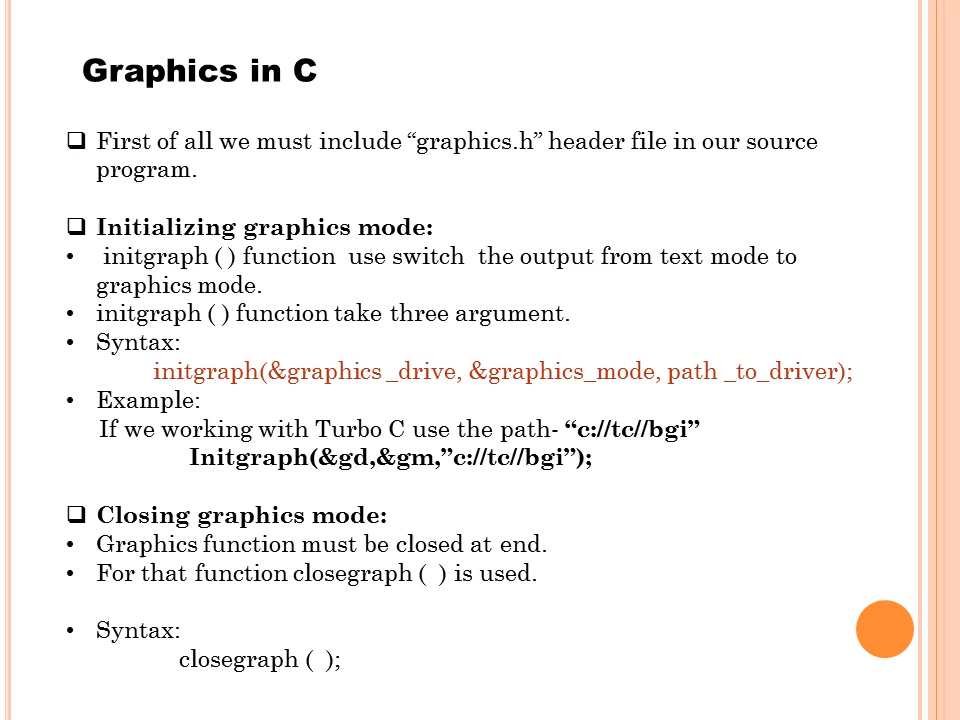 Graphics in C
First of all we must include “graphics.h” header file in our source
program.
Initializing graphics mode:
initgraph ( ) function use switch the output from text mode to
graphics mode.
initgraph ( ) function take three argument.
Syntax:
initgraph(&graphics _drive, &graphics_mode, path _to_driver);
Example:
If we working with Turbo C use the path- “c://tc//bgi”
Initgraph(&gd,&gm,”c://tc//bgi”);
Closing graphics mode:
Graphics function must be closed at end.
For that function closegraph ( ) is used.
Syntax:
closegraph ( );